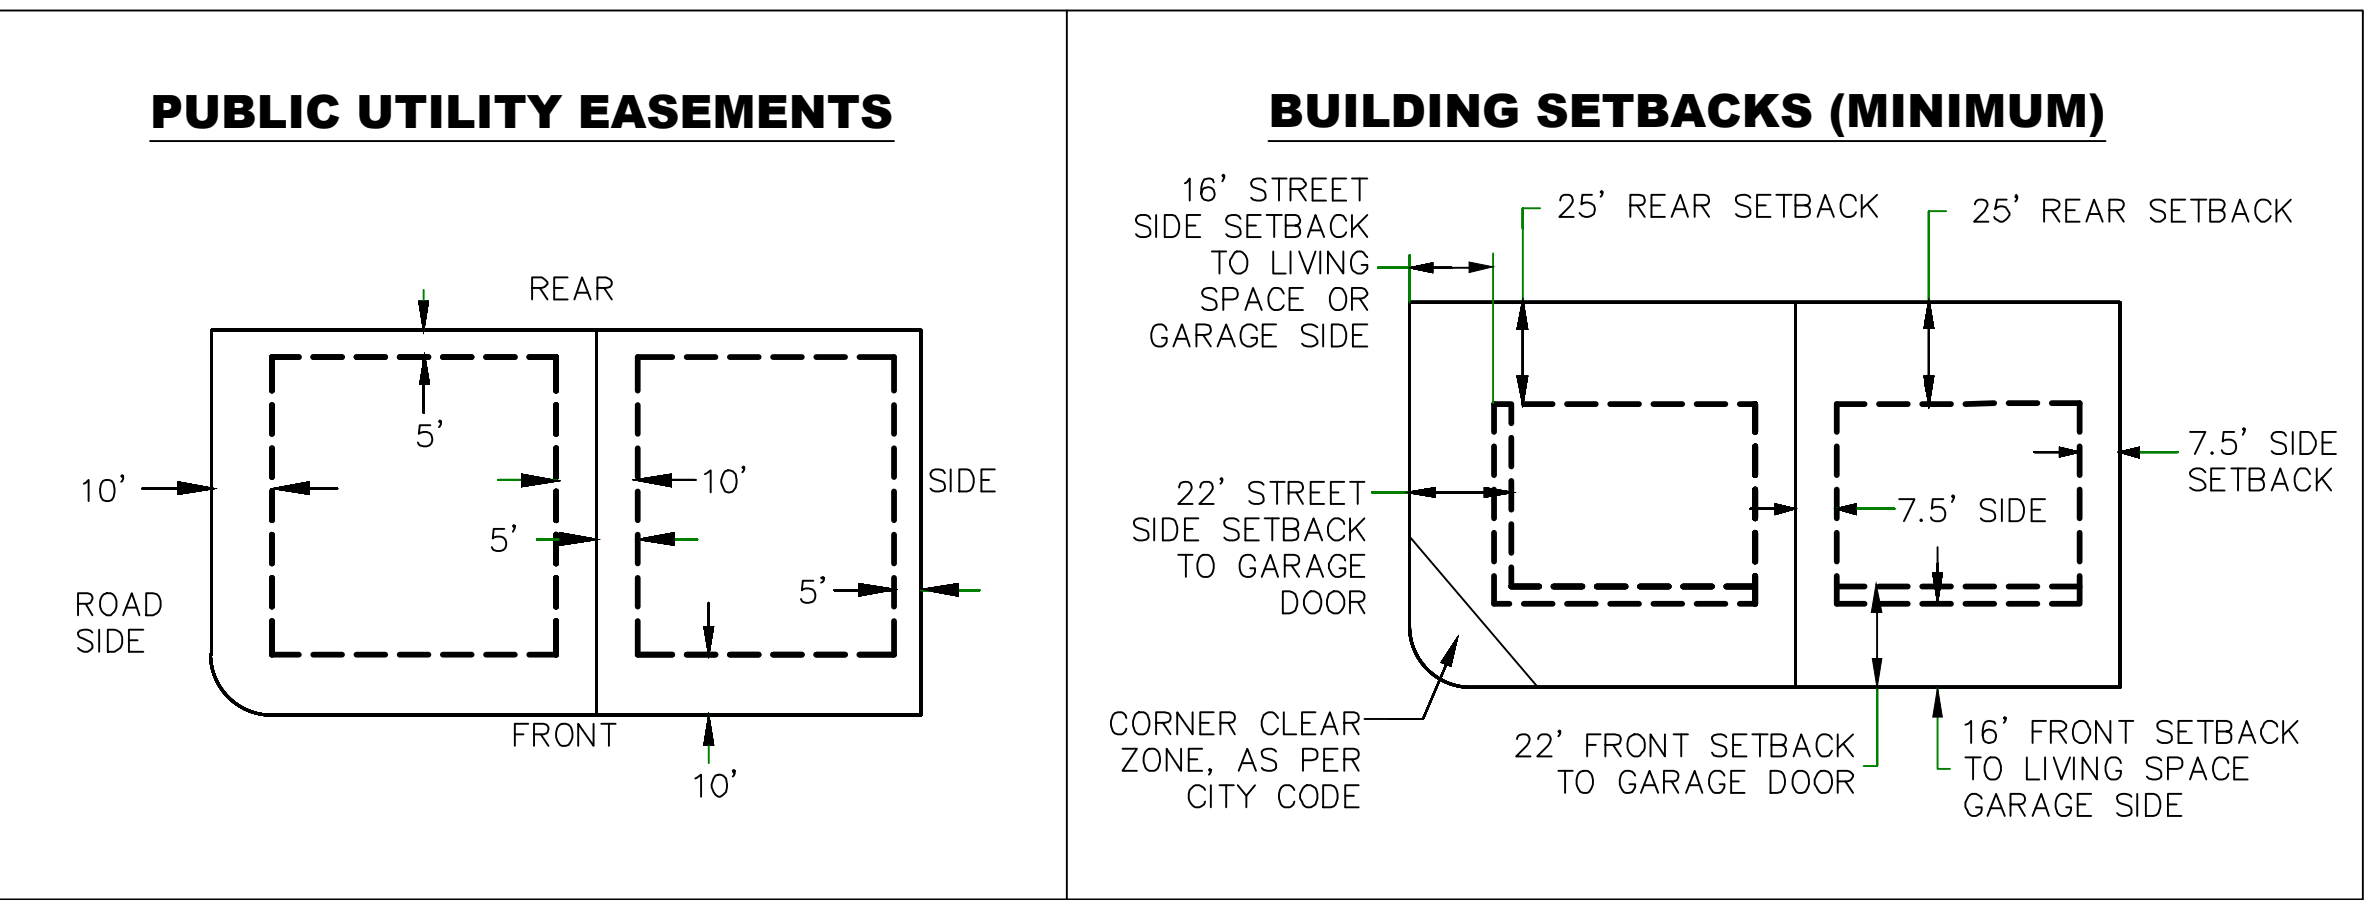 PUBLIC UTILITY EASEMENTS
REAR
5'
10'
10'
SIDE
5'
5'
ROAD
SIDE
FRONT
10'
BUILDING SETBACKS (MINIMUM)
16' STREET
SIDE SETBACK
TO LIVING
SPACE OR
GARAGE SIDE
25' REAR SETBACK
25' REAR SETBACK
7.5' SIDE
SETBACK
22' STREET
SIDE SETBACK
TO GARAGE
DOOR
7.5' SIDE
CORNER CLEAR
ZONE, AS PER
CITY CODE
22' FRONT SETBACK
TO GARAGE DOOR
16' FRONT SETBACK
TO LIVING SPACE
GARAGE SIDE